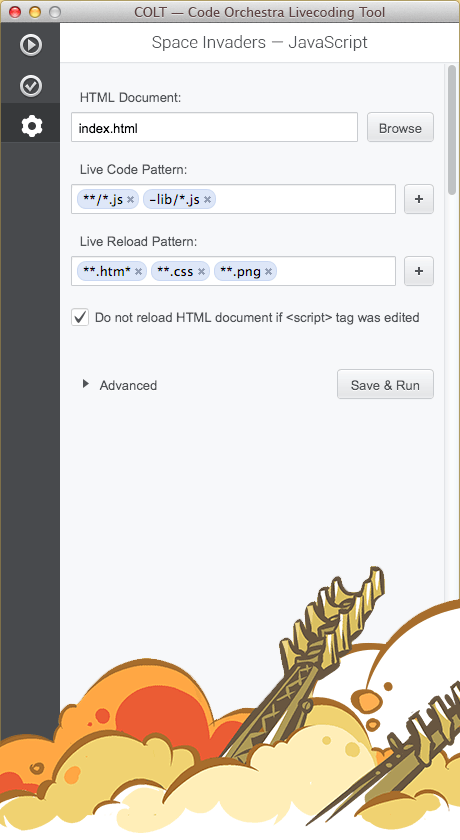 COLT — Code Orchestra Livecoding Tool
Space Invaders — JavaScript
HTML Document:
index.html
Browse
Live Code Pattern:
**/*.js × -lib/*.js ×
+
Live Reload Pattern:
**.htm* × **.css × **.png ×
+
Do not reload HTML document if <script> tag was edited
Advanced
Save & Run